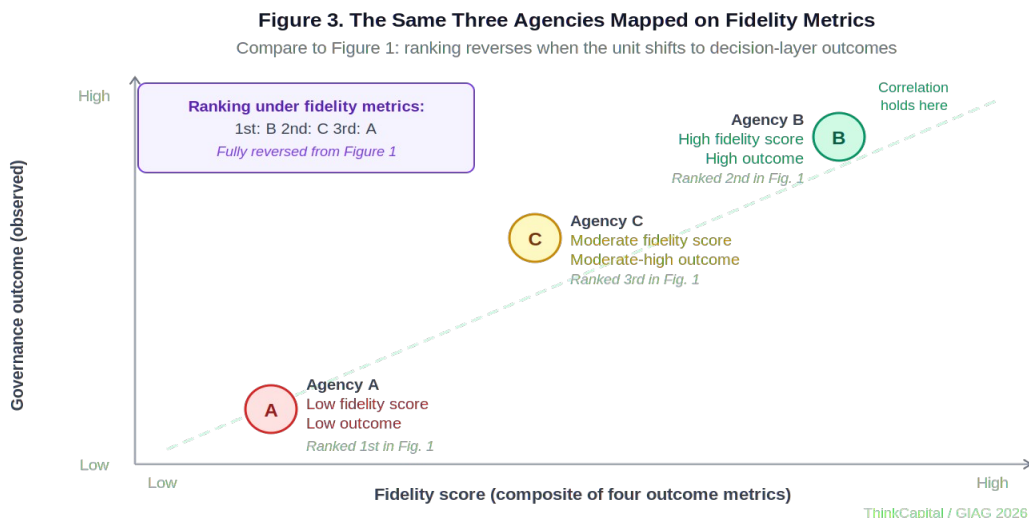 Figure 3. The Same Three Agencies Mapped on Fidelity Metrics
Compare to Figure 1: ranking reverses when the unit shifts to decision-layer outcomes
High
Ranking under fidelity metrics:
1st: B 2nd: C 3rd: A
Fully reversed from Figure 1
Correlation
holds here
Agency B
High fidelity score
High outcome
Ranked 2nd in Fig. 1
B
C
Agency C
Moderate fidelity score
Moderate-high outcome
Ranked 3rd in Fig. 1
A
Agency A
Low fidelity score
Low outcome
Ranked 1st in Fig. 1
Governance outcome (observed)
Low
Low
High
Fidelity score (composite of four outcome metrics)
ThinkCapital / GIAG 2026